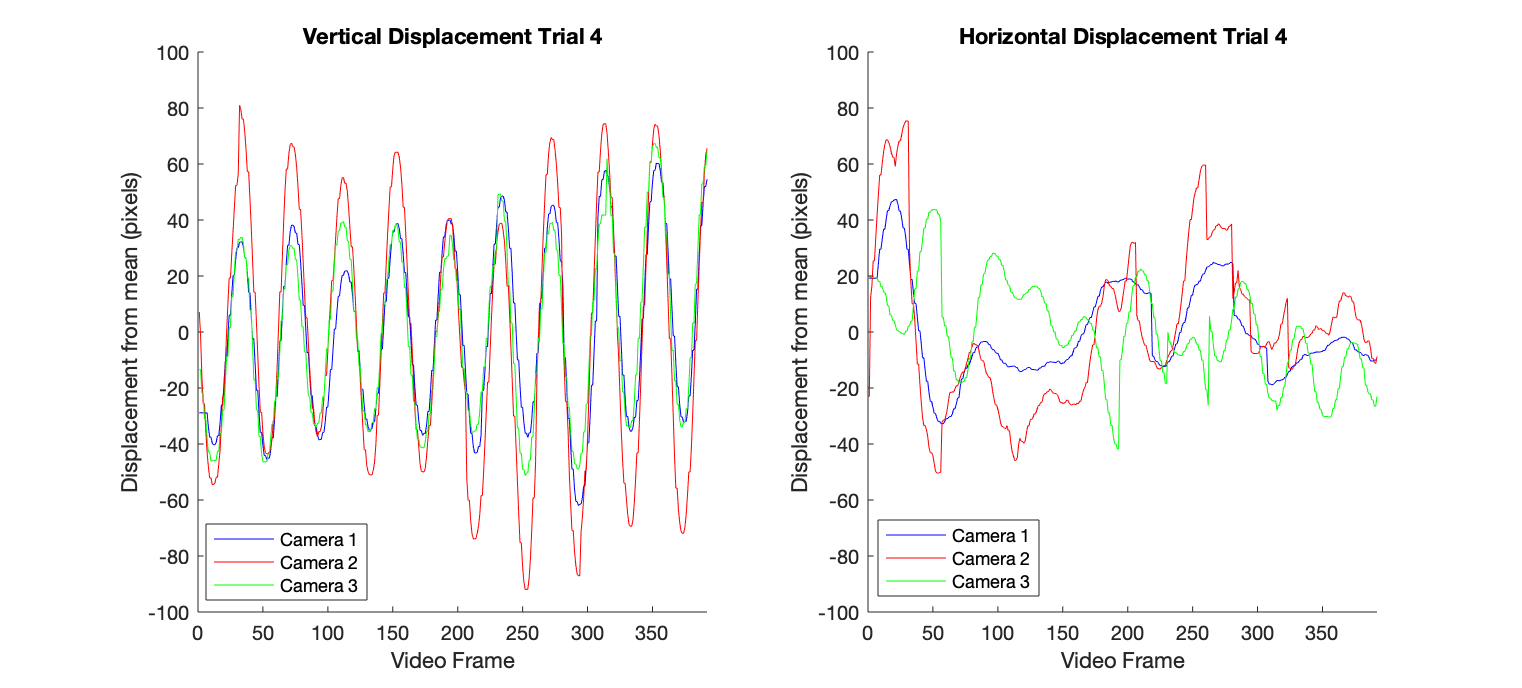 Vertical Displacement Trial 4
100
80
60
40
20
0
-20
-40
-60
-80
-100
Displacement from mean (pixels)
Camera 1
Camera 2
Camera 3
0 50 100 150 200 250 300 350
Video Frame
Horizontal Displacement Trial 4
100
80
60
40
20
0
-20
-40
-60
-80
-100
Displacement from mean (pixels)
Camera 1
Camera 2
Camera 3
0 50 100 150 200 250 300 350
Video Frame